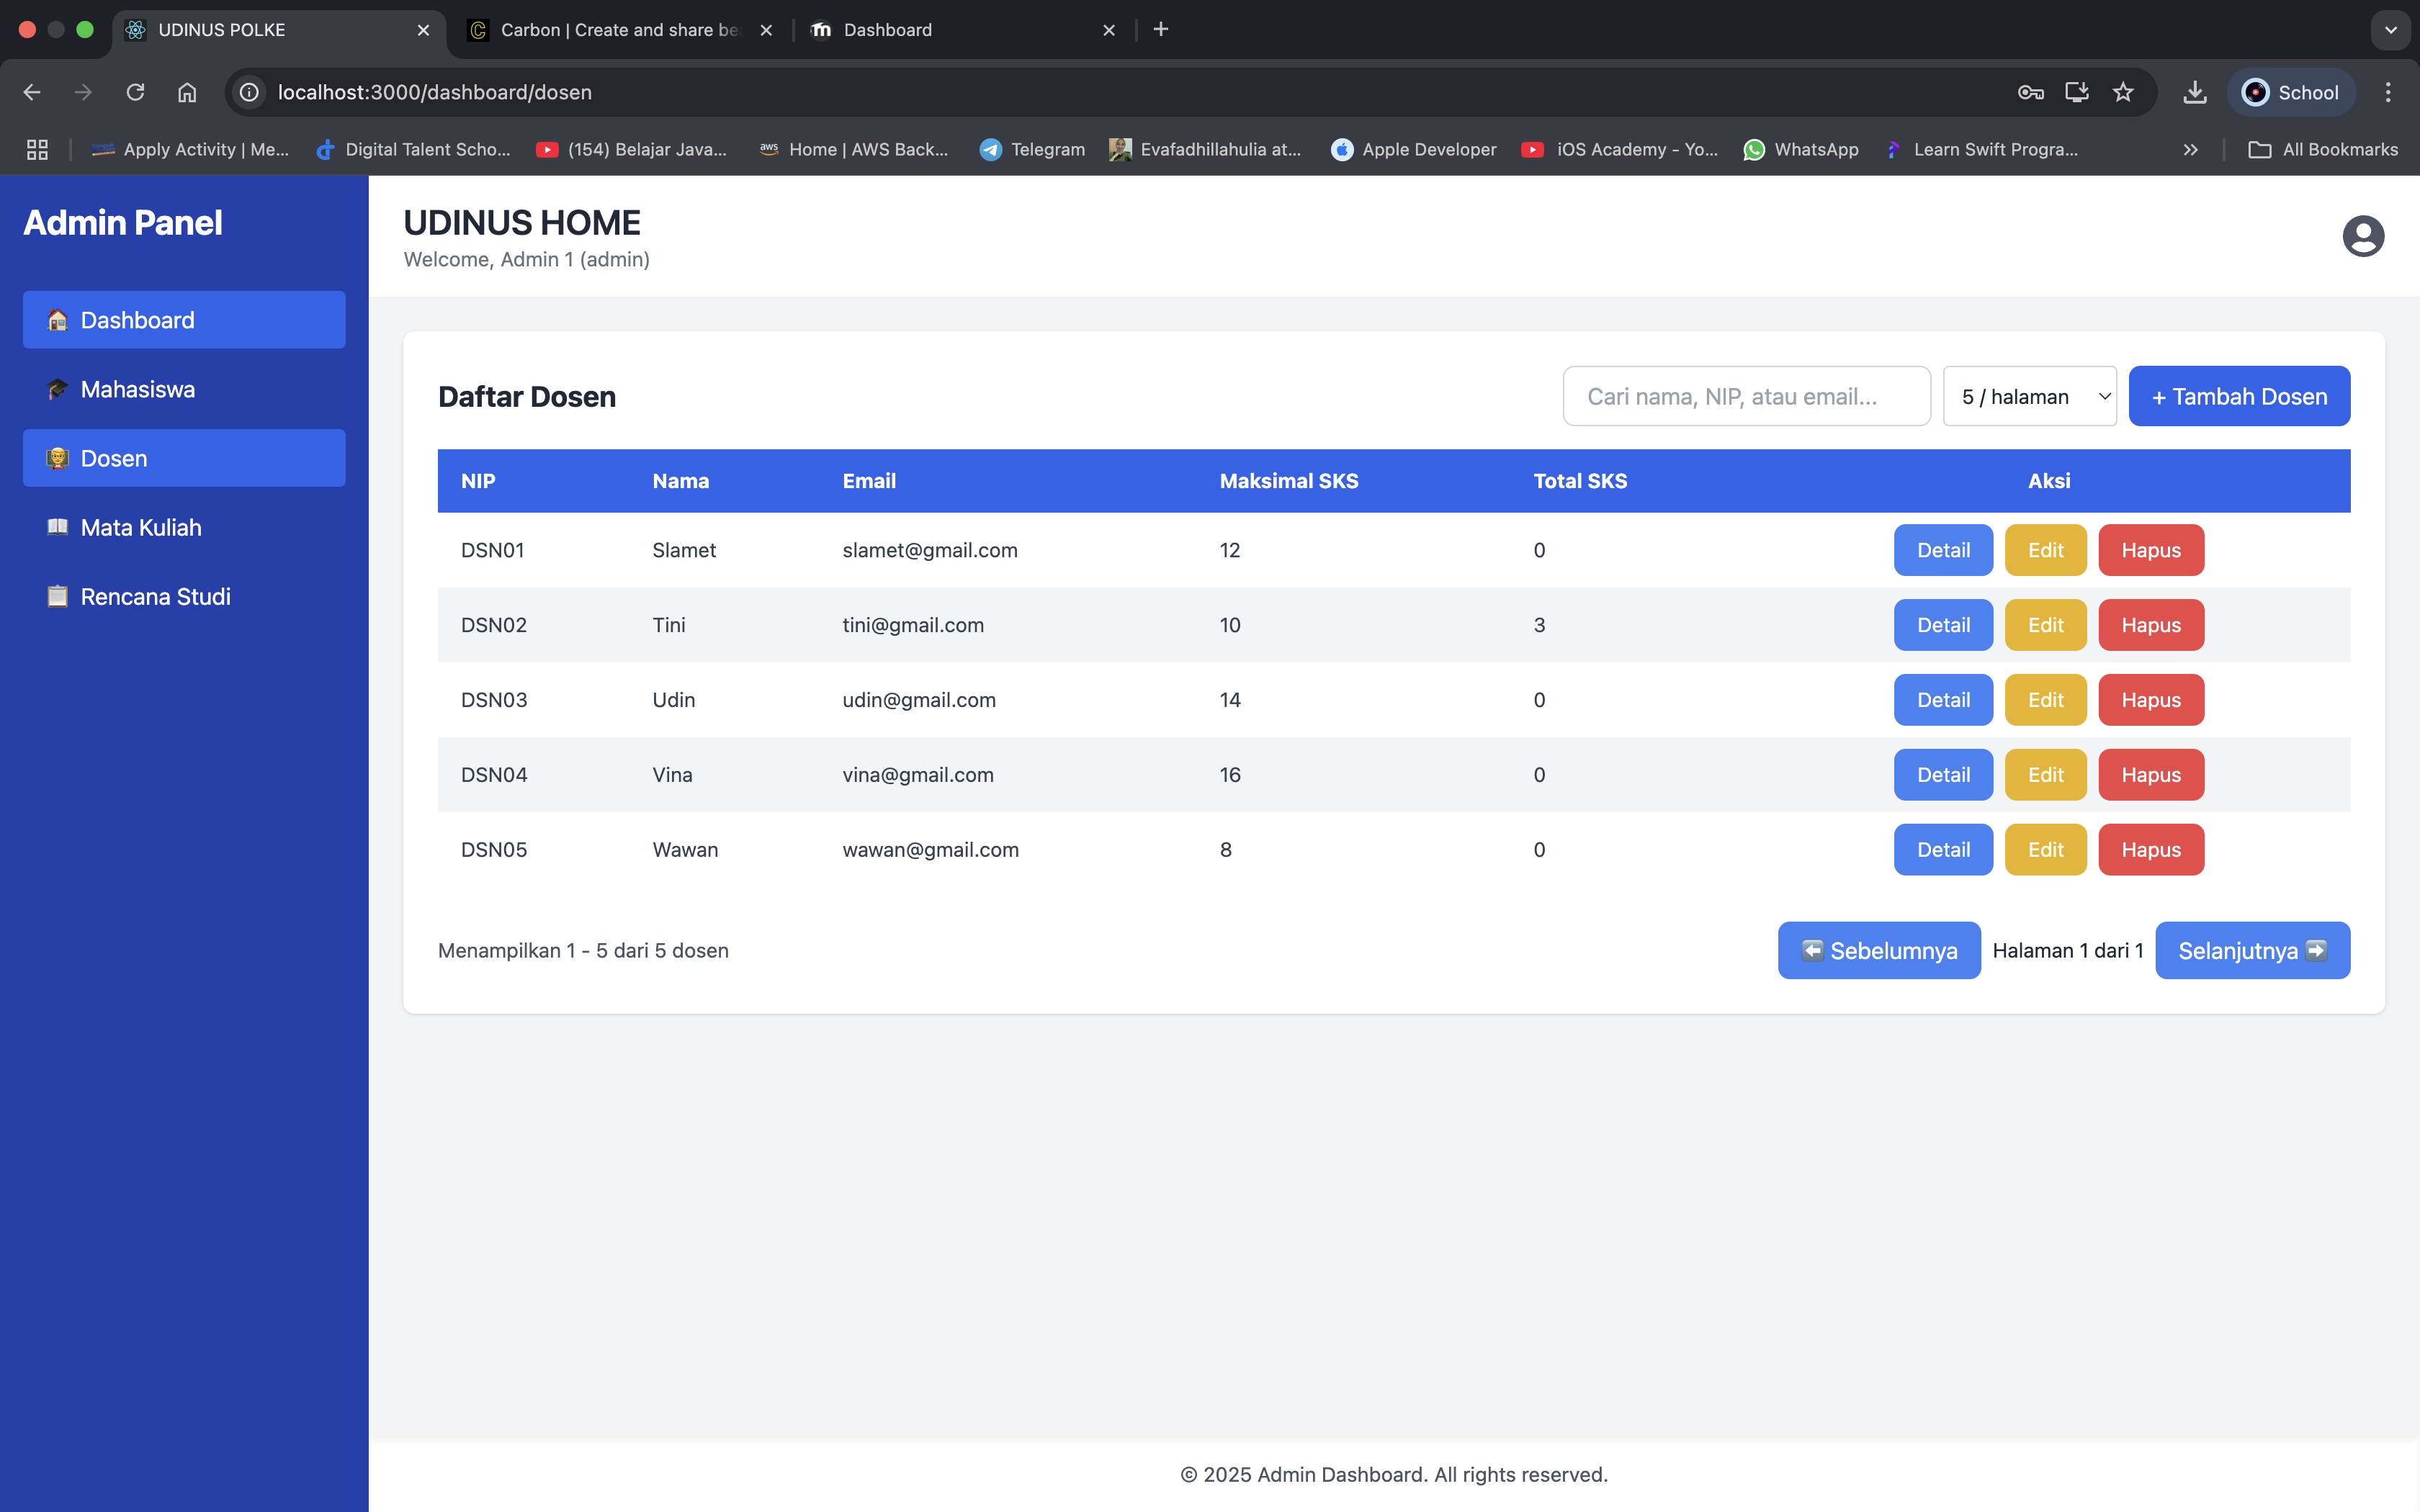 UDINUS POLKE
Carbon | Create and share be
Dashboard
localhost:3000/dashboard/dosen
School
Apply Activity | Me...
Digital Talent Scho...
(154) Belajar Java...
aws
Home | AWS Back...
Telegram
Evafadhillahulia at...
Apple Developer
iOS Academy - Yo...
WhatsApp
Learn Swift Progra...
All Bookmarks
Admin Panel
Dashboard
Mahasiswa
Dosen
Mata Kuliah
Rencana Studi
UDINUS HOME
Welcome, Admin 1 (admin)
Daftar Dosen
Cari nama, NIP, atau email...
5 / halaman
+ Tambah Dosen
NIP Nama Email Maksimal SKS Total SKS Aksi
DSN01 Slamet slamet@gmail.com 12 0 Detail Edit Hapus
DSN02 Tini tini@gmail.com 10 3 Detail Edit Hapus
DSN03 Udin udin@gmail.com 14 0 Detail Edit Hapus
DSN04 Vina vina@gmail.com 16 0 Detail Edit Hapus
DSN05 Wawan wawan@gmail.com 8 0 Detail Edit Hapus
Menampilkan 1 - 5 dari 5 dosen
⬅️ Sebelumnya Halaman 1 dari 1 Selanjutnya ➡️
© 2025 Admin Dashboard. All rights reserved.